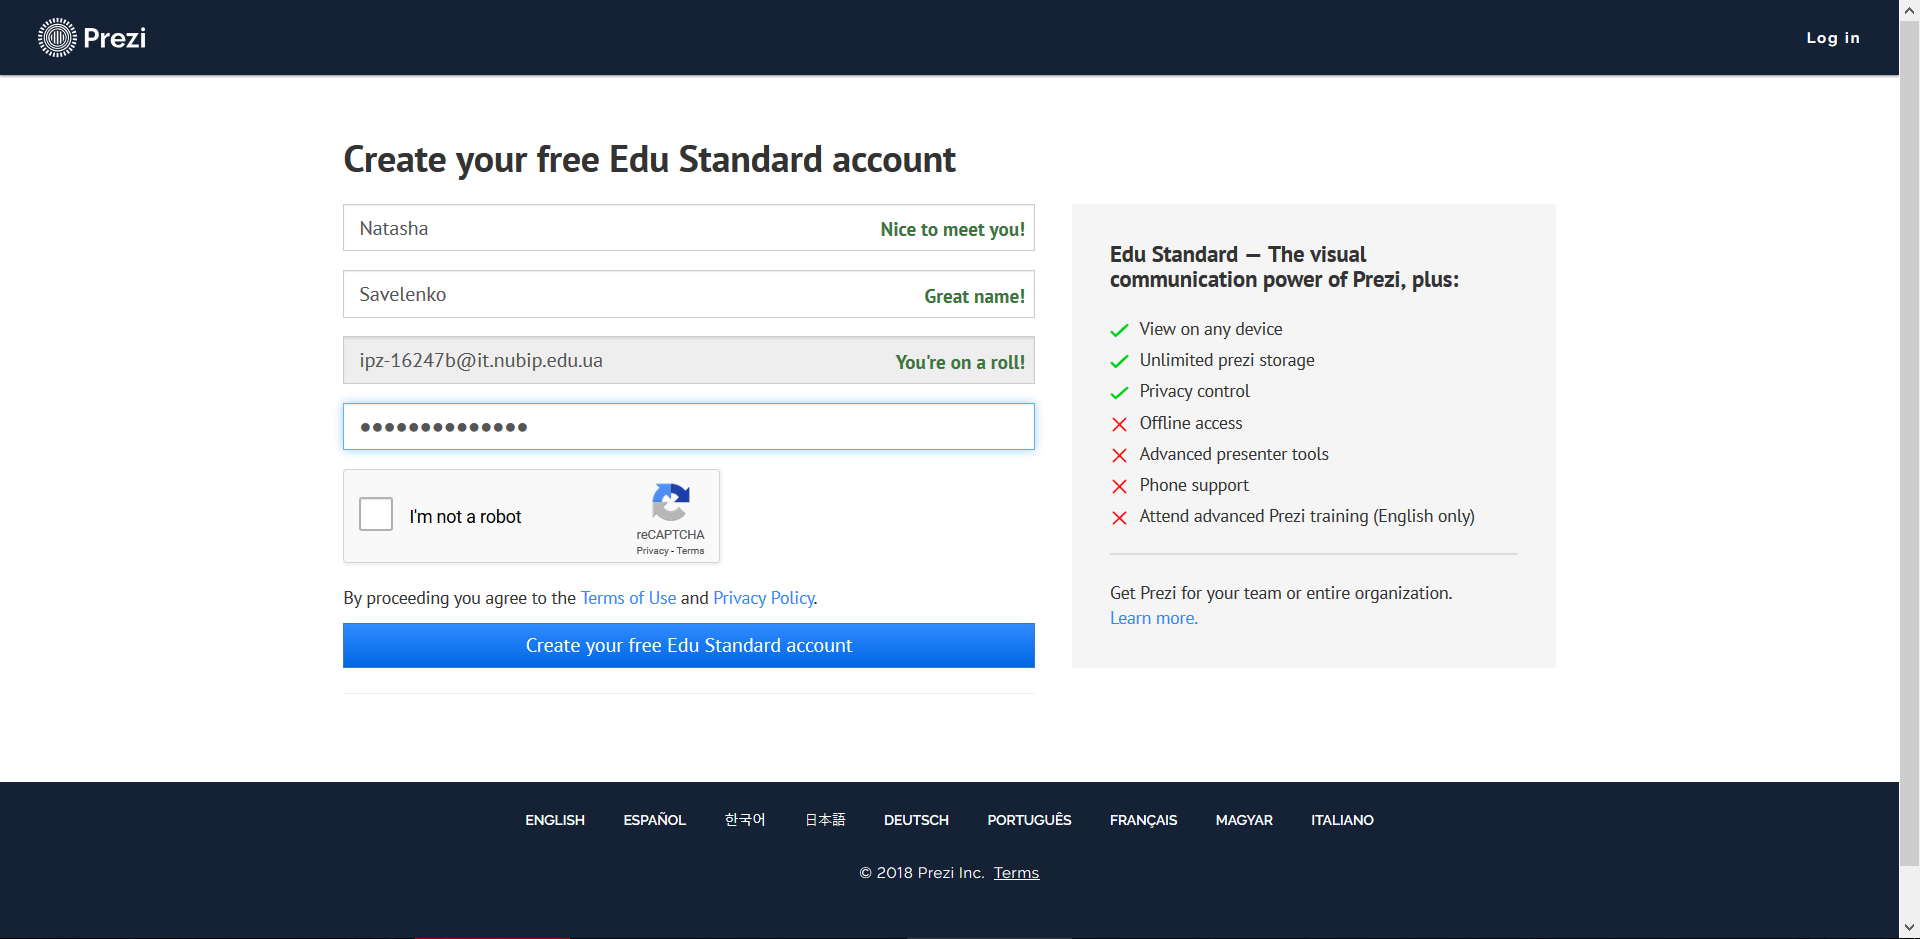 Prezi
Log in
Create your free Edu Standard account
Natasha
Nice to meet you!
Savelenko
Great name!
ipz-16247b@it.nubip.edu.ua
You're on a roll!
●●●●●●●●●●●●●●
I'm not a robot
reCAPTCHA
Privacy - Terms
By proceeding you agree to the Terms of Use and Privacy Policy.
Create your free Edu Standard account
Edu Standard — The visual
communication power of Prezi, plus:
View on any device
Unlimited prezi storage
Privacy control
Offline access
Advanced presenter tools
Phone support
Attend advanced Prezi training (English only)
Get Prezi for your team or entire organization.
Learn more.
ENGLISH ESPAÑOL 한국어 日本語 DEUTSCH PORTUGUÊS FRANÇAIS MAGYAR ITALIANO
© 2018 Prezi Inc. Terms